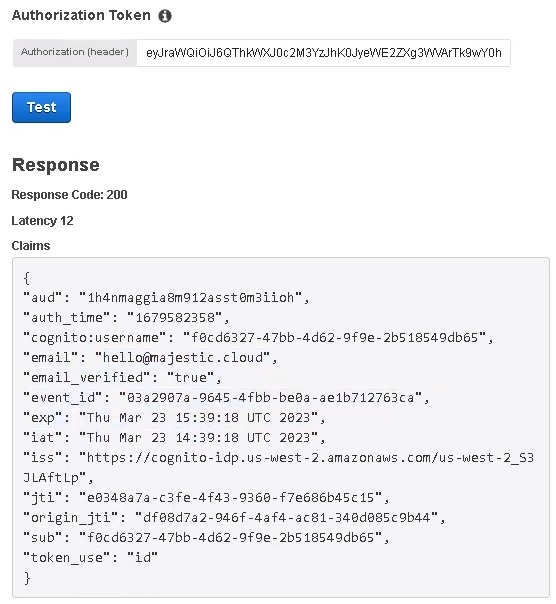 Authorization Token
Authorization (header) eyJraWQiOiJ6QThkWXJ0c2M3YzJhK0JyeWE2ZXg3WVArTk9wY0h
Test
Response
Response Code: 200
Latency 12
Claims
{
"aud": "1h4nmaggia8m912asst0m3iioh",
"auth_time": "1679582358",
"cognito:username": "f0cd6327-47bb-4d62-9f9e-2b518549db65",
"email": "hello@majestic.cloud",
"email_verified": "true",
"event_id": "03a2907a-9645-4fbb-be0a-ae1b712763ca",
"exp": "Thu Mar 23 15:39:18 UTC 2023",
"iat": "Thu Mar 23 14:39:18 UTC 2023",
"iss": "https://cognito-idp.us-west-2.amazonaws.com/us-west-2_S3
JLAftLp",
"jti": "e0348a7a-c3fe-4f43-9360-f7e686b45c15",
"origin_jti": "df08d7a2-946f-4af4-ac81-340d085c9b44",
"sub": "f0cd6327-47bb-4d62-9f9e-2b518549db65",
"token_use": "id"
}